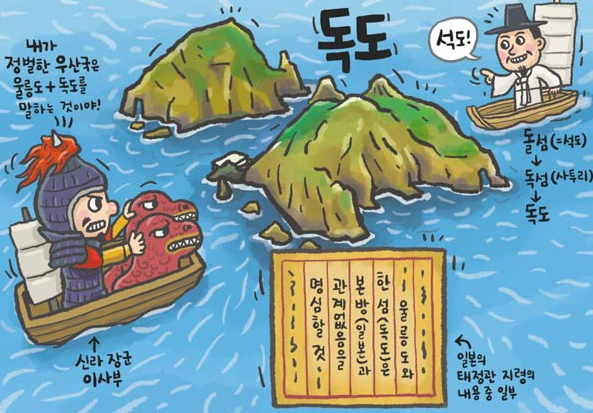 독도
내가
정벌한 우산국은
울릉도+독도를
말하는 것이야!
석도!
돌섬(=석도)
독섬(사투리)
독도
신라 장군
이사부
울릉도와
한 섬(독도)은
본방(일본)과
관계없음을
명심할 것
일본의
태정관 지령의
내용 중 일부